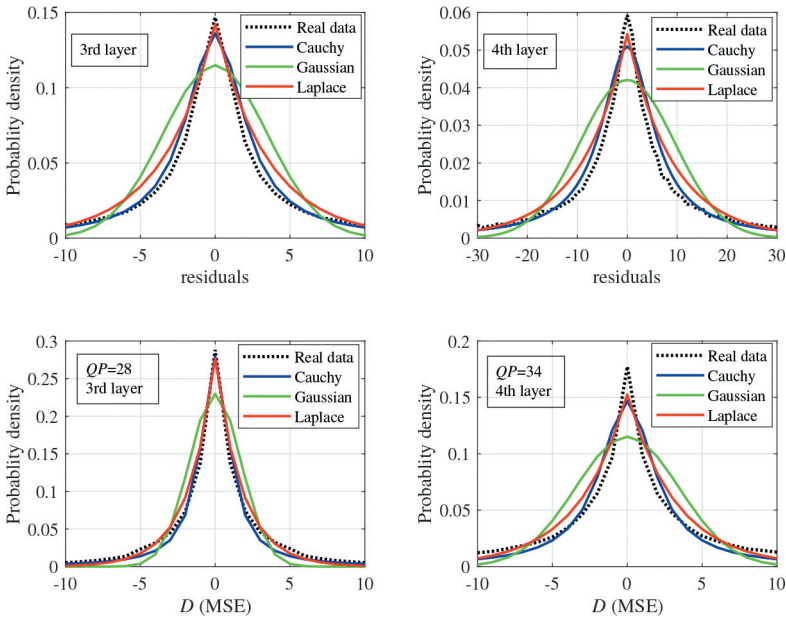 0.15
0.1
0.05
0
Probablity density
3rd layer
Real data
Cauchy
Gaussian
Laplace
-10 -5 0 5 10
residuals
0.06
0.05
0.04
0.03
0.02
0.01
0
Probablity density
4th layer
Real data
Cauchy
Gaussian
Laplace
-30 -20 -10 0 10 20 30
residuals
0.3
0.25
0.2
0.15
0.1
0.05
0
Probablity density
QP=28
3rd layer
Real data
Cauchy
Gaussian
Laplace
-10 -5 0 5 10
D (MSE)
0.2
0.15
0.1
0.05
0
Probablity density
QP=34
4th layer
Real data
Cauchy
Gaussian
Laplace
-10 -5 0 5 10
D (MSE)